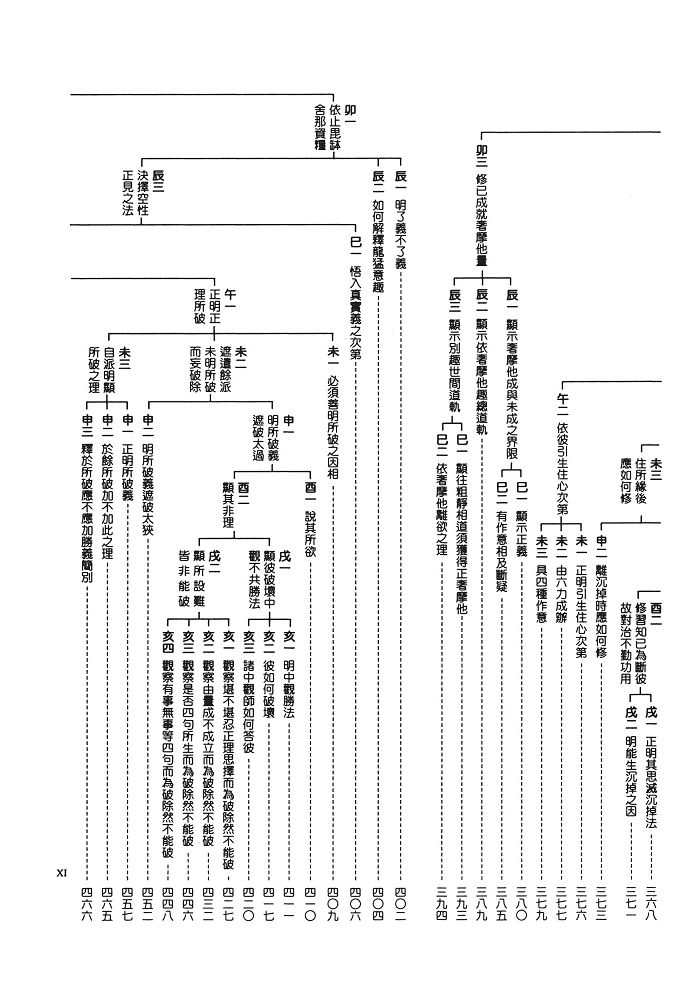 未三 住所緣後
應如何修
酉二 修習知已為斷彼
故對治不勤功用
戌一 正明其思滅沉掉法 三六八
戌二 明能生沉掉之因 三七一
申二 離沉掉時應如何修 三七三
午二 依彼引生住心次第
未一 正明引生住心次第 三七六
未二 由六力成辦 三七七
未三 具四種作意 三七九
卯三 修已成就奢摩他量
辰一 顯示奢摩他成與未成之界限
巳一 顯示正義 三八〇
巳二 有作意相及斷疑 三八五
辰二 顯示依奢摩他趣總道軌 三八九
辰三 顯示別趣世間道軌
巳一 顯往粗靜相道須獲得正奢摩他 三九三
巳二 依奢摩他離欲之理 三九四
卯一
依止毘缽
舍那資糧
辰一 明了義不了義 四〇二
辰二 如何解釋龍猛意趣 四〇四
辰三
決擇空性
正見之法
巳一 悟入真實義之次第 四〇六
午一
正明正
理所破
未一 必須善明所破之因相 四〇九
未二
遮遣餘派
未明所破
而妄破除
申一
明所破義
遮破太過
酉一 說其所欲 四一〇
酉二
顯其非理
戌一
顯彼破壞中
觀不共勝法
亥一 明中觀勝法 四一一
亥二 彼如何破壞 四一七
亥三 諸中觀師如何答彼 四二〇
戌二
顯所設難
皆非能破
亥一 觀察堪不堪忍正理思擇而為破除然不能破 四二七
亥二 觀察由量成不成立而為破除然不能破 四三二
亥三 觀察是否四句所生而為破除然不能破 四四六
亥四 觀察有事無事等四句而為破除然不能破 四四八
申二 明所破義遮破太狹 四五二
未三
自派明顯
所破之理
申一 正明所破義 四五七
申二 於餘所破加不加此之理 四六五
申三 釋於所破應不應加勝義簡別 四六六
XI